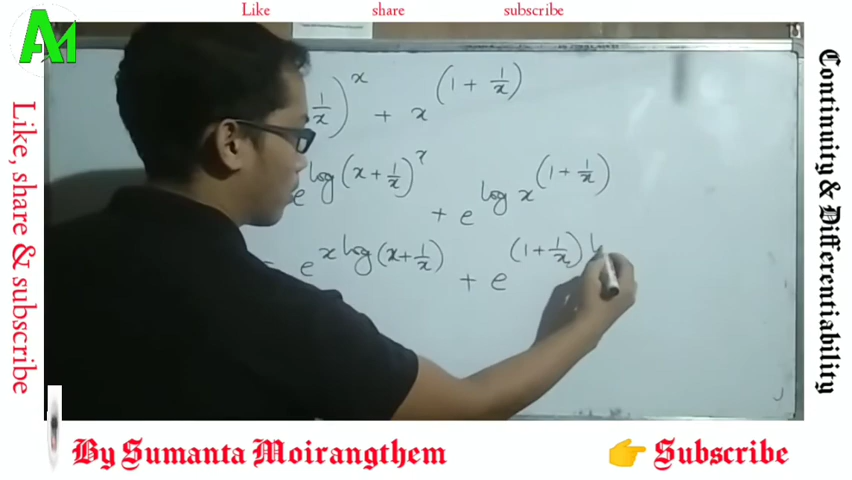 Like share subscribe
AM
Like, share & subscribe
1/x)^x + x^(1 + 1/x)
e^log(x + 1/x)^x + e^log x^(1 + 1/x)
= e^x log(x + 1/x) + e^(1 + 1/x) l
Continuity & Differentiability
By Sumanta Moirangthem
Subscribe